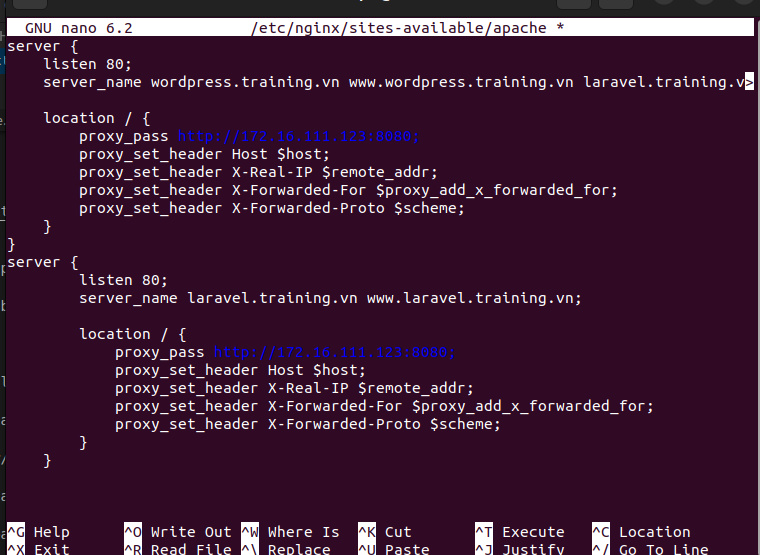 GNU nano 6.2 /etc/nginx/sites-available/apache *
server {
    listen 80;
    server_name wordpress.training.vn www.wordpress.training.vn laravel.training.v>

    location / {
        proxy_pass http://172.16.111.123:8080;
        proxy_set_header Host $host;
        proxy_set_header X-Real-IP $remote_addr;
        proxy_set_header X-Forwarded-For $proxy_add_x_forwarded_for;
        proxy_set_header X-Forwarded-Proto $scheme;
    }
}
server {
        listen 80;
        server_name laravel.training.vn www.laravel.training.vn;

        location / {
            proxy_pass http://172.16.111.123:8080;
            proxy_set_header Host $host;
            proxy_set_header X-Real-IP $remote_addr;
            proxy_set_header X-Forwarded-For $proxy_add_x_forwarded_for;
            proxy_set_header X-Forwarded-Proto $scheme;
        }
    }
^G Help ^O Write Out ^W Where Is ^K Cut ^T Execute ^C Location
^X Exit ^R Read File ^\ Replace ^U Paste ^J Justify ^/ Go To Line